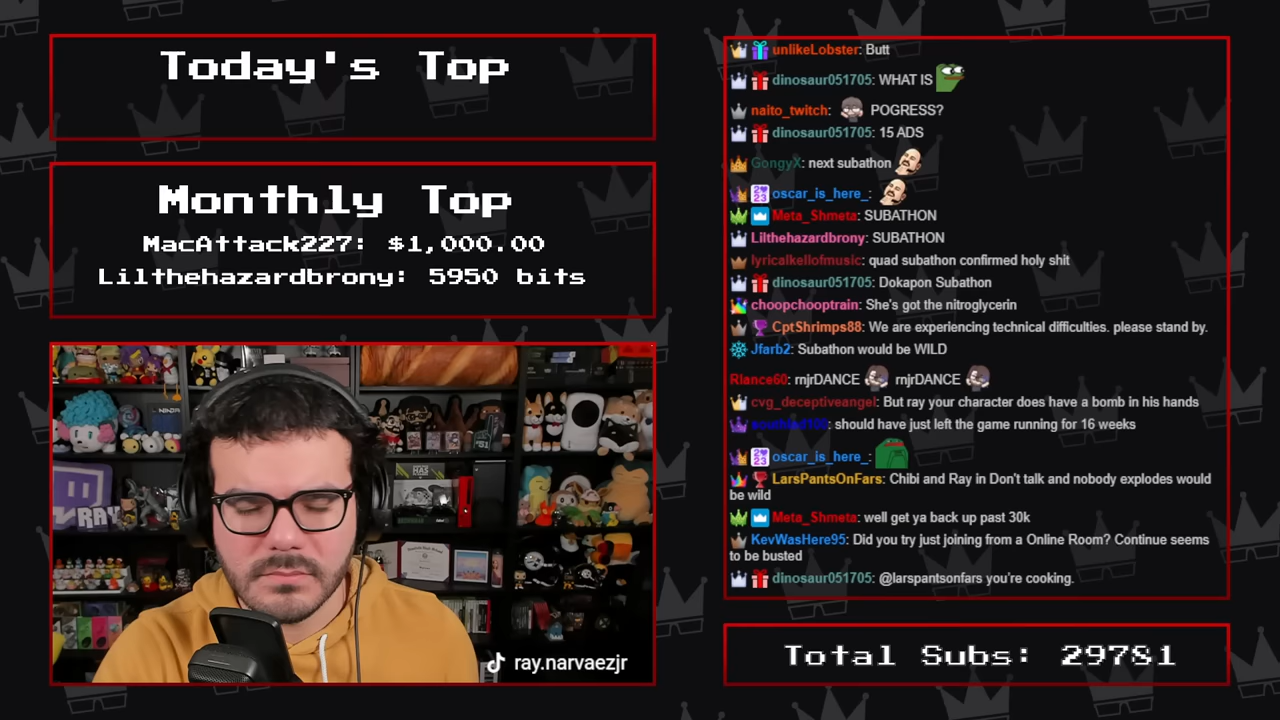 Today's Top
Monthly Top
MacAttack227: $1,000.00
Lilthehazardbrony: 5950 bits
RAY
NINJA
ray.narvaezjr
unlikeLobster: Butt
dinosaur051705: WHAT IS
naito_twitch: POGRESS?
dinosaur051705: 15 ADS
GongyX: next subathon
oscar_is_here_:
Meta_Shmeta: SUBATHON
Lilthehazardbrony: SUBATHON
lyricalkellofmusic: quad subathon confirmed holy shit
dinosaur051705: Dokapon Subathon
choopchooptrain: She's got the nitroglycerin
CptShrimps88: We are experiencing technical difficulties. please stand by.
Jfarb2: Subathon would be WILD
Rlance60: rnjrDANCE rnjrDANCE
cvg_deceptiveangel: But ray your character does have a bomb in his hands
should have just left the game running for 16 weeks
oscar_is_here_:
LarsPantsOnFars: Chibi and Ray in Don't talk and nobody explodes would
be wild
Meta_Shmeta: well get ya back up past 30k
KevWasHere95: Did you try just joining from a Online Room? Continue seems
to be busted
dinosaur051705: @larspantsonfars you're cooking.
Total Subs: 29781